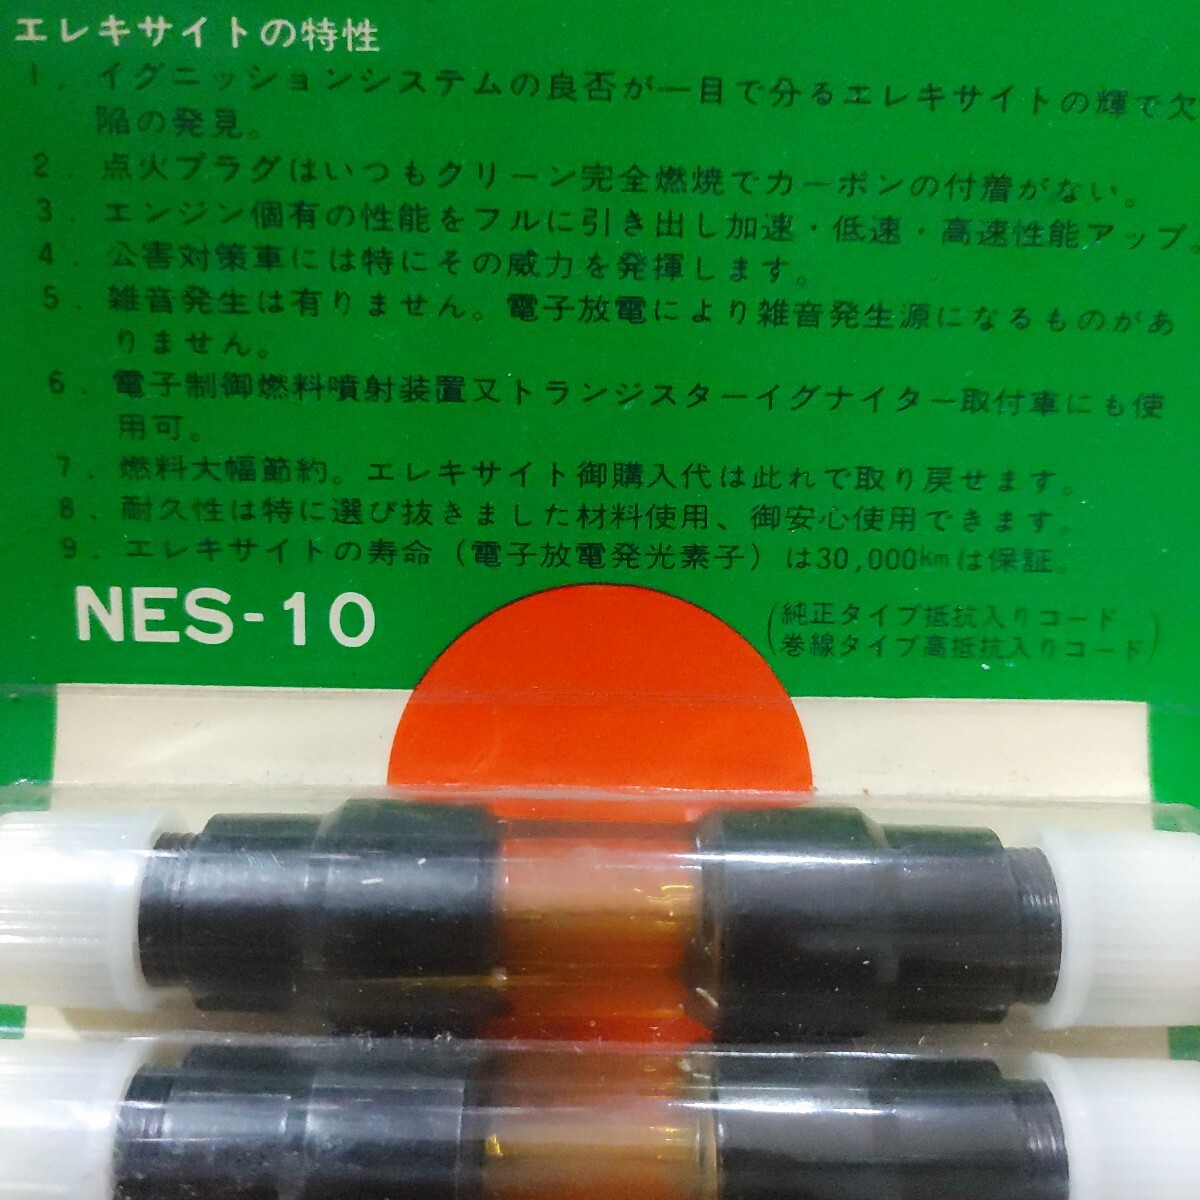 エレキサイトの特性
1. イグニッションシステムの良否が一目で分るエレキサイトの輝で欠
陥の発見。
2. 点火プラグはいつもクリーン完全燃焼でカーボンの付着がない。
3. エンジン個有の性能をフルに引き出し加速・低速・高速性能アップ。
4. 公害対策車には特にその威力を発揮します。
5. 雑音発生は有りません。電子放電により雑音発生源になるものがあ
りません。
6. 電子制御燃料噴射装置又トランジスターイグナイター取付車にも使
用可。
7. 燃料大幅節約。エレキサイト御購入代は此れで取り戻せます。
8. 耐久性は特に選び抜きました材料使用、御安心使用できます。
9. エレキサイトの寿命(電子放電発光素子)は30,000kmは保証。
NES-10
(純正タイプ抵抗入りコード
巻線タイプ高抵抗入りコード)